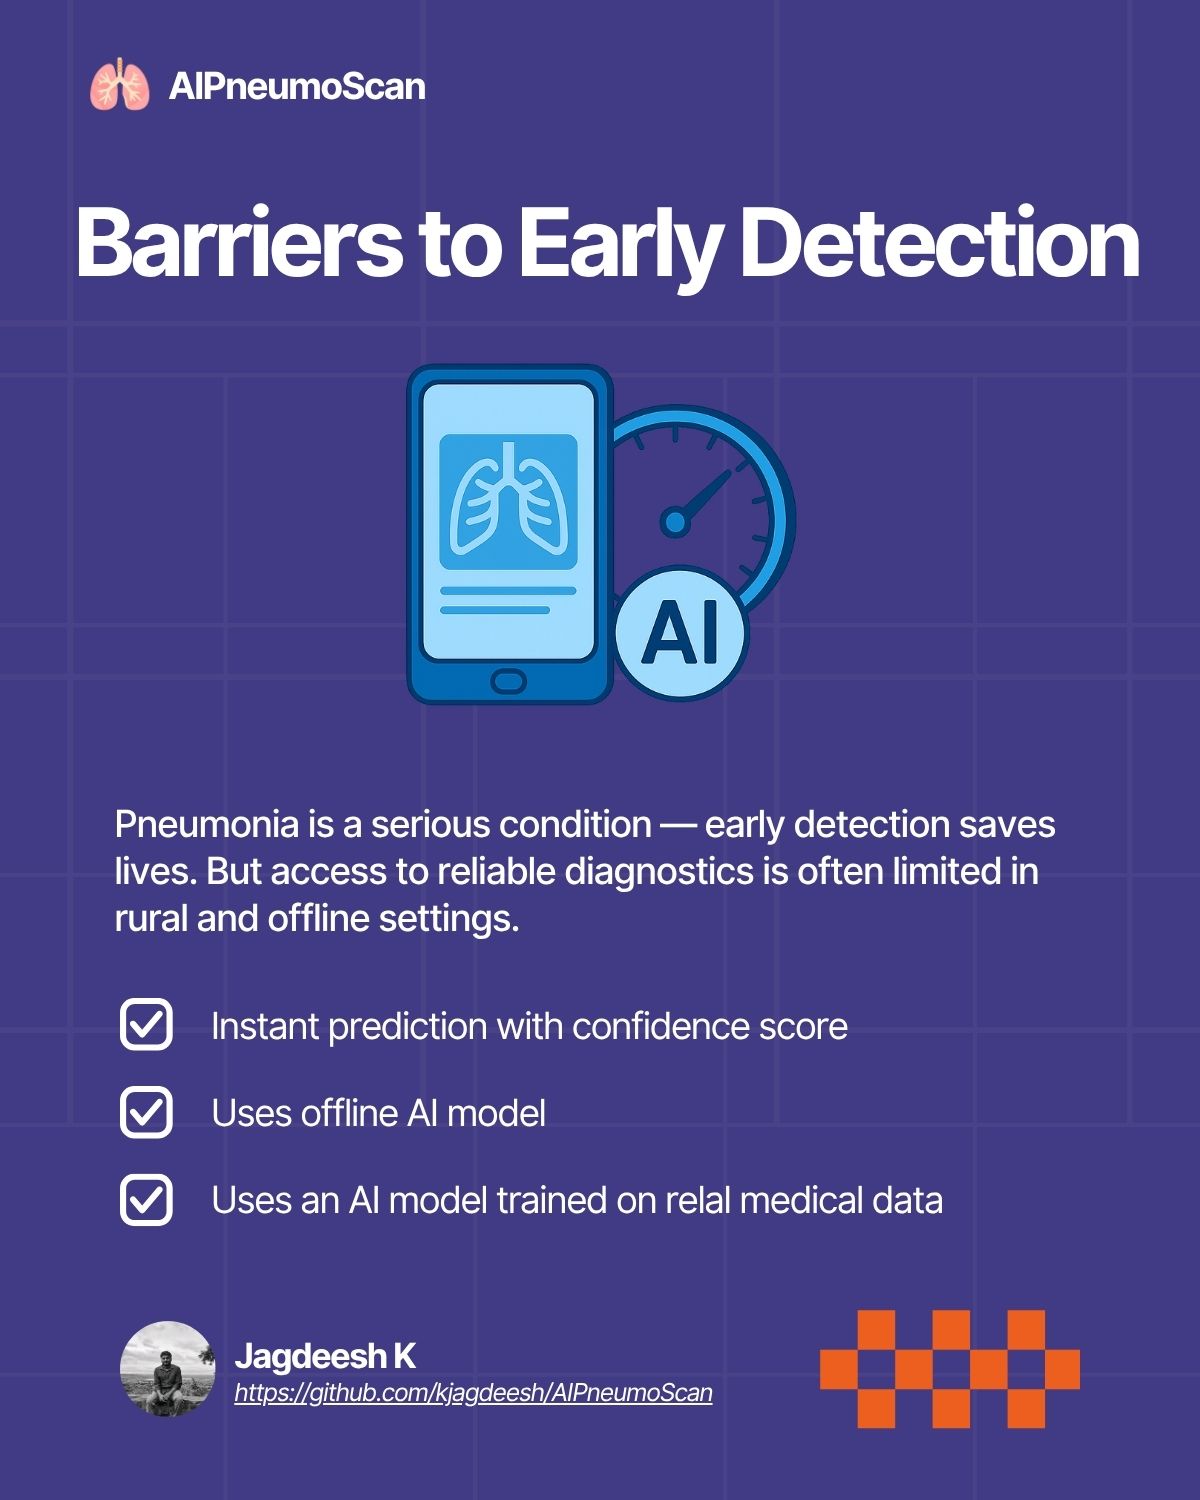 AIPneumoScan
Barriers to Early Detection
AI
Pneumonia is a serious condition — early detection saves
lives. But access to reliable diagnostics is often limited in
rural and offline settings.
Instant prediction with confidence score
Uses offline AI model
Uses an AI model trained on relal medical data
Jagdeesh K
https://github.com/kjagdeesh/AIPneumoScan